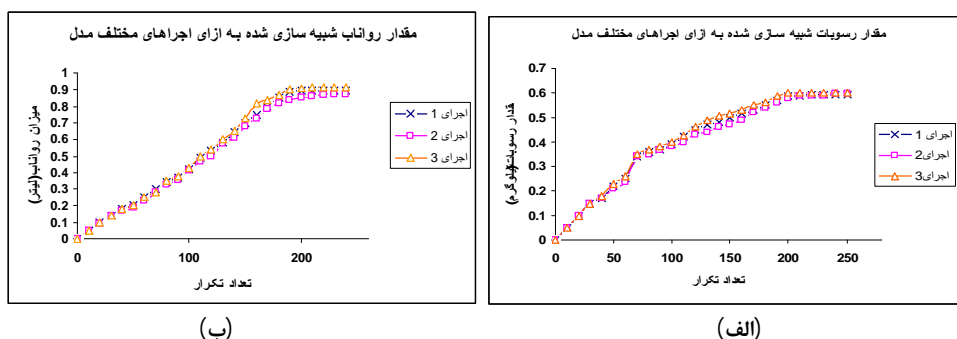 مقدار رسوبات شبیه سازی شده به ازای اجراهای مختلف مدل
0.7
0.6
0.5
0.4
0.3
0.2
0.1
0
0 50 100 150 200 250
قدار رسوبات(یلوگرم)
تعداد تکرار
اجرای 1
اجرای2
اجرای3
(الف)
مقدار رواناب شبیه سازی شده به ازای اجراهای مختلف مدل
1
0.9
0.8
0.7
0.6
0.5
0.4
0.3
0.2
0.1
0
0 100 200
میزان رواناب(لیتر)
تعداد تکرار
اجرای 1
اجرای 2
اجرای 3
(ب)